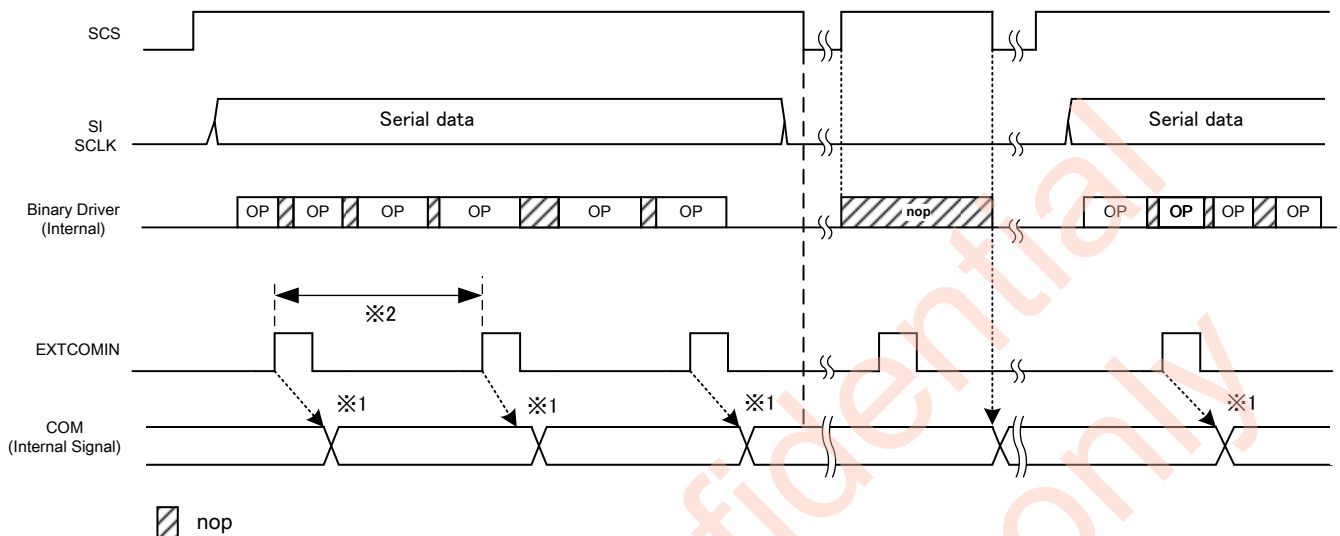 SCS
SI
SCLK
Serial data
Serial data
Binary Driver
(Internal)
OP OP OP OP OP OP nop OP OP OP OP
※2
EXTCOMIN
※1 ※1 ※1 ※1
COM
(Internal Signal)
nop
fidential
only